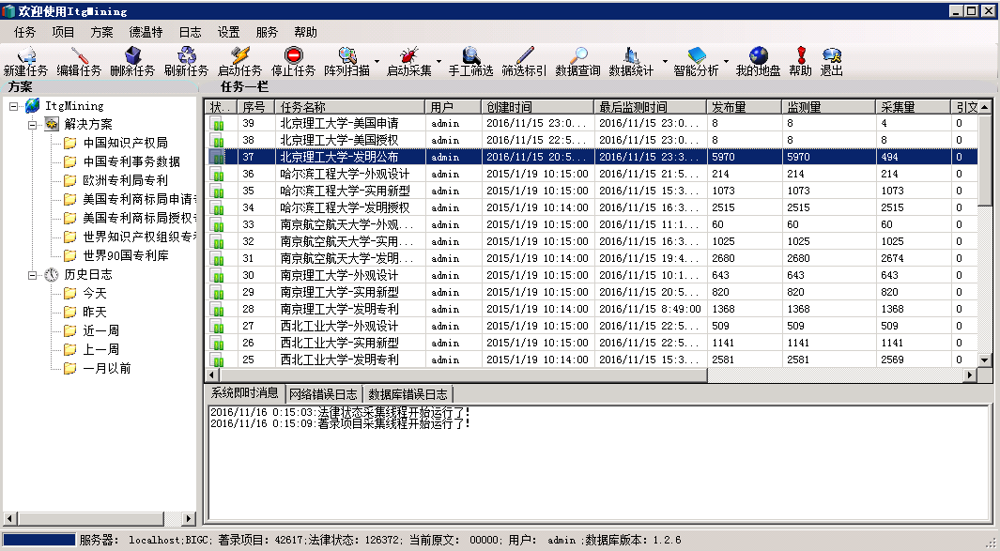 欢迎使用ItgMining
任务 项目 方案 德温特 日志 设置 服务 帮助
新建任务 编辑任务 删除任务 刷新任务 启动任务 停止任务 阵列扫描 启动采集 手工筛选 筛选标引 数据查询 数据统计 智能分析 我的地盘 帮助 退出
方案
ItgMining
解决方案
中国知识产权局
中国专利事务数据
欧洲专利局专利
美国专利商标局申请
美国专利商标局授权
世界知识产权组织专
世界90国专利库
历史日志
今天
昨天
近一周
上一周
一月以前
任务一栏
状.. 序号 任务名称 用户 创建时间 最后监测时间 发布量 监测量 采集量 引文
39 北京理工大学-美国申请 admin 2016/11/15 23:0... 2016/11/15 23:0... 8 8 4 0
38 北京理工大学-美国授权 admin 2016/11/15 22:5... 2016/11/15 23:0... 8 8 8 0
37 北京理工大学-发明公布 admin 2016/11/15 20:5... 2016/11/15 23:3... 5970 5970 494 0
36 哈尔滨工程大学-外观设计 admin 2015/1/19 10:15:00 2016/11/15 21:5... 214 214 214 0
35 哈尔滨工程大学-实用新型 admin 2015/1/19 10:15:00 2016/11/15 15:3... 1073 1073 1073 0
34 哈尔滨工程大学-发明授权 admin 2015/1/19 10:14:00 2016/11/15 16:3... 2515 2515 2515 0
33 南京航空航天大学-外观... admin 2015/1/19 10:15:00 2016/11/15 11:1... 60 60 60 0
32 南京航空航天大学-实用... admin 2015/1/19 10:15:00 2016/11/15 16:3... 1025 1025 1025 0
31 南京航空航天大学-发明... admin 2015/1/19 10:14:00 2016/11/15 19:4... 2680 2680 2674 0
30 南京理工大学-外观设计 admin 2015/1/19 10:15:00 2016/11/15 10:1... 643 643 643 0
29 南京理工大学-实用新型 admin 2015/1/19 10:15:00 2016/11/15 20:5... 820 820 820 0
28 南京理工大学-发明专利 admin 2015/1/19 10:14:00 2016/11/15 8:49:00 1368 1368 1368 0
27 西北工业大学-外观设计 admin 2015/1/19 10:15:00 2016/11/15 22:5... 509 509 509 0
26 西北工业大学-实用新型 admin 2015/1/19 10:15:00 2016/11/15 22:5... 1141 1141 1141 0
25 西北工业大学-发明专利 admin 2015/1/19 10:14:00 2016/11/15 15:3... 2581 2581 2569 0
系统即时消息 网络错误日志 数据库错误日志
2016/11/16 0:15:03:法律状态采集线程开始运行了!
2016/11/16 0:15:09:著录项目采集线程开始运行了!
服务器: localhost;BIGC; 著录项目: 42617;法律状态: 126372; 当前原文: 00000; 用户: admin ;数据库版本: 1.2.6